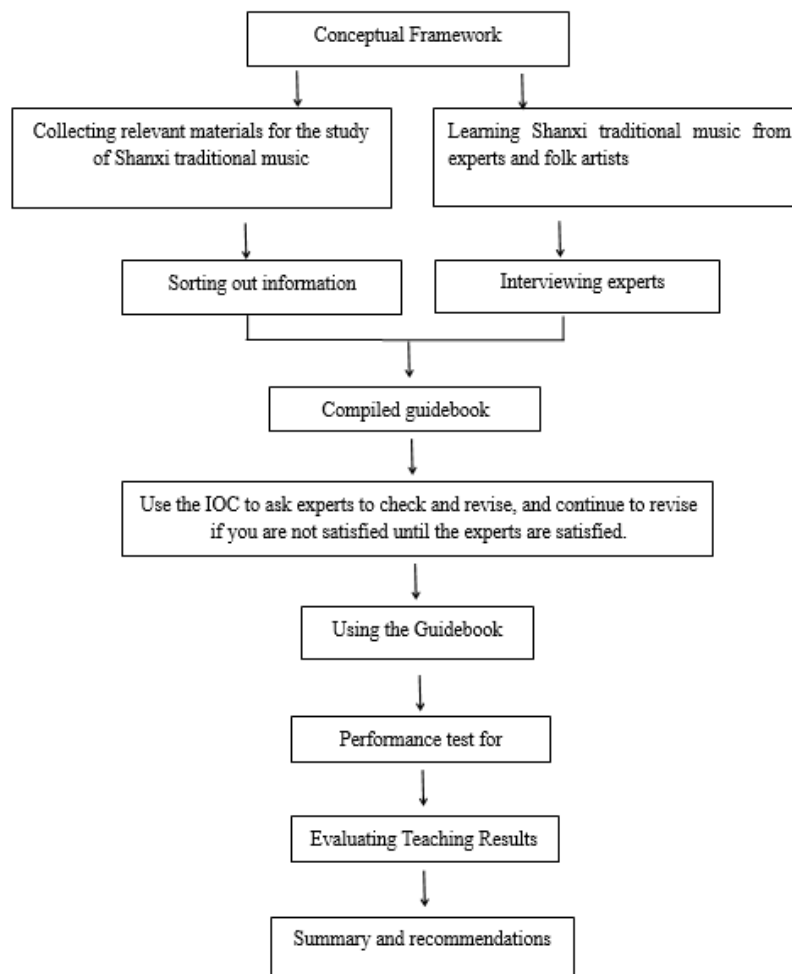 Conceptual Framework
Collecting relevant materials for the study
of Shanxi traditional music
Learning Shanxi traditional music from
experts and folk artists
Sorting out information
Interviewing experts
Compiled guidebook
Use the IOC to ask experts to check and revise, and continue to revise
if you are not satisfied until the experts are satisfied.
Using the Guidebook
Performance test for
Evaluating Teaching Results
Summary and recommendations